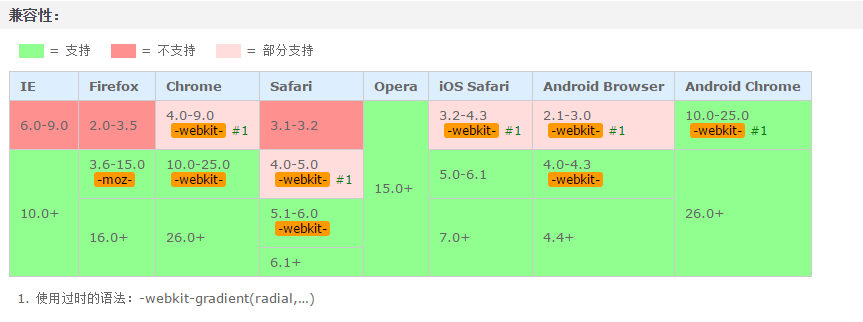 兼容性：
= 支持 = 不支持 = 部分支持
IE Firefox Chrome Safari Opera iOS Safari Android Browser Android Chrome
6.0-9.0 2.0-3.5 4.0-9.0 -webkit- #1 3.1-3.2 15.0+ 3.2-4.3 -webkit- #1 2.1-3.0 -webkit- #1 10.0-25.0 -webkit- #1
10.0+ 3.6-15.0 -moz- 10.0-25.0 -webkit- 4.0-5.0 -webkit- #1 5.0-6.1 4.0-4.3 -webkit- 26.0+
16.0+ 26.0+ 5.1-6.0 -webkit- 7.0+ 4.4+
6.1+
1. 使用过时的语法：-webkit-gradient(radial,…)